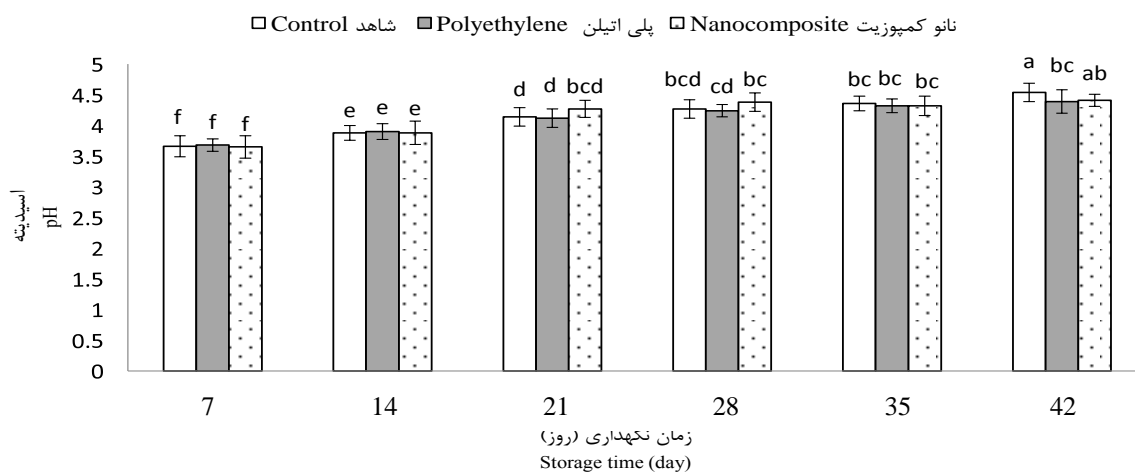 Control شاهد Polyethylene پلی اتیلن Nanocomposite نانو کمپوزیت
5
4.5
4
3.5
3
2.5
2
1.5
1
0.5
0
اسیدیته
pH
f f f
e e e
d d bcd
bcd cd bc
bc bc bc
a bc ab
7 14 21 28 35 42
زمان نگهداری (روز)
Storage time (day)